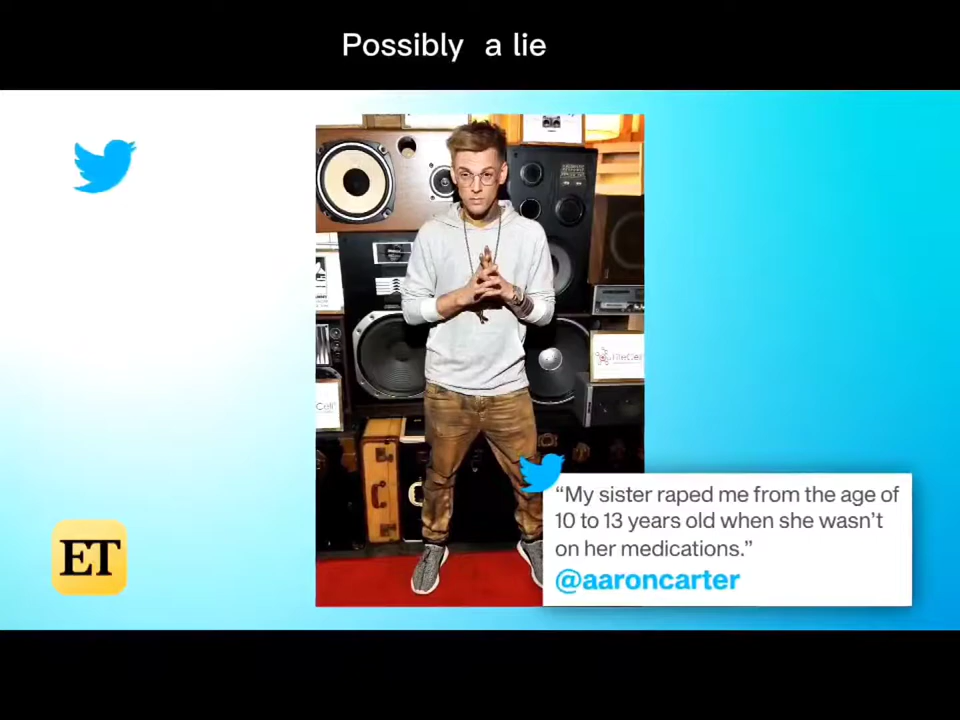 Possibly a lie
ET
“My sister raped me from the age of
10 to 13 years old when she wasn’t
on her medications.”
@aaroncarter